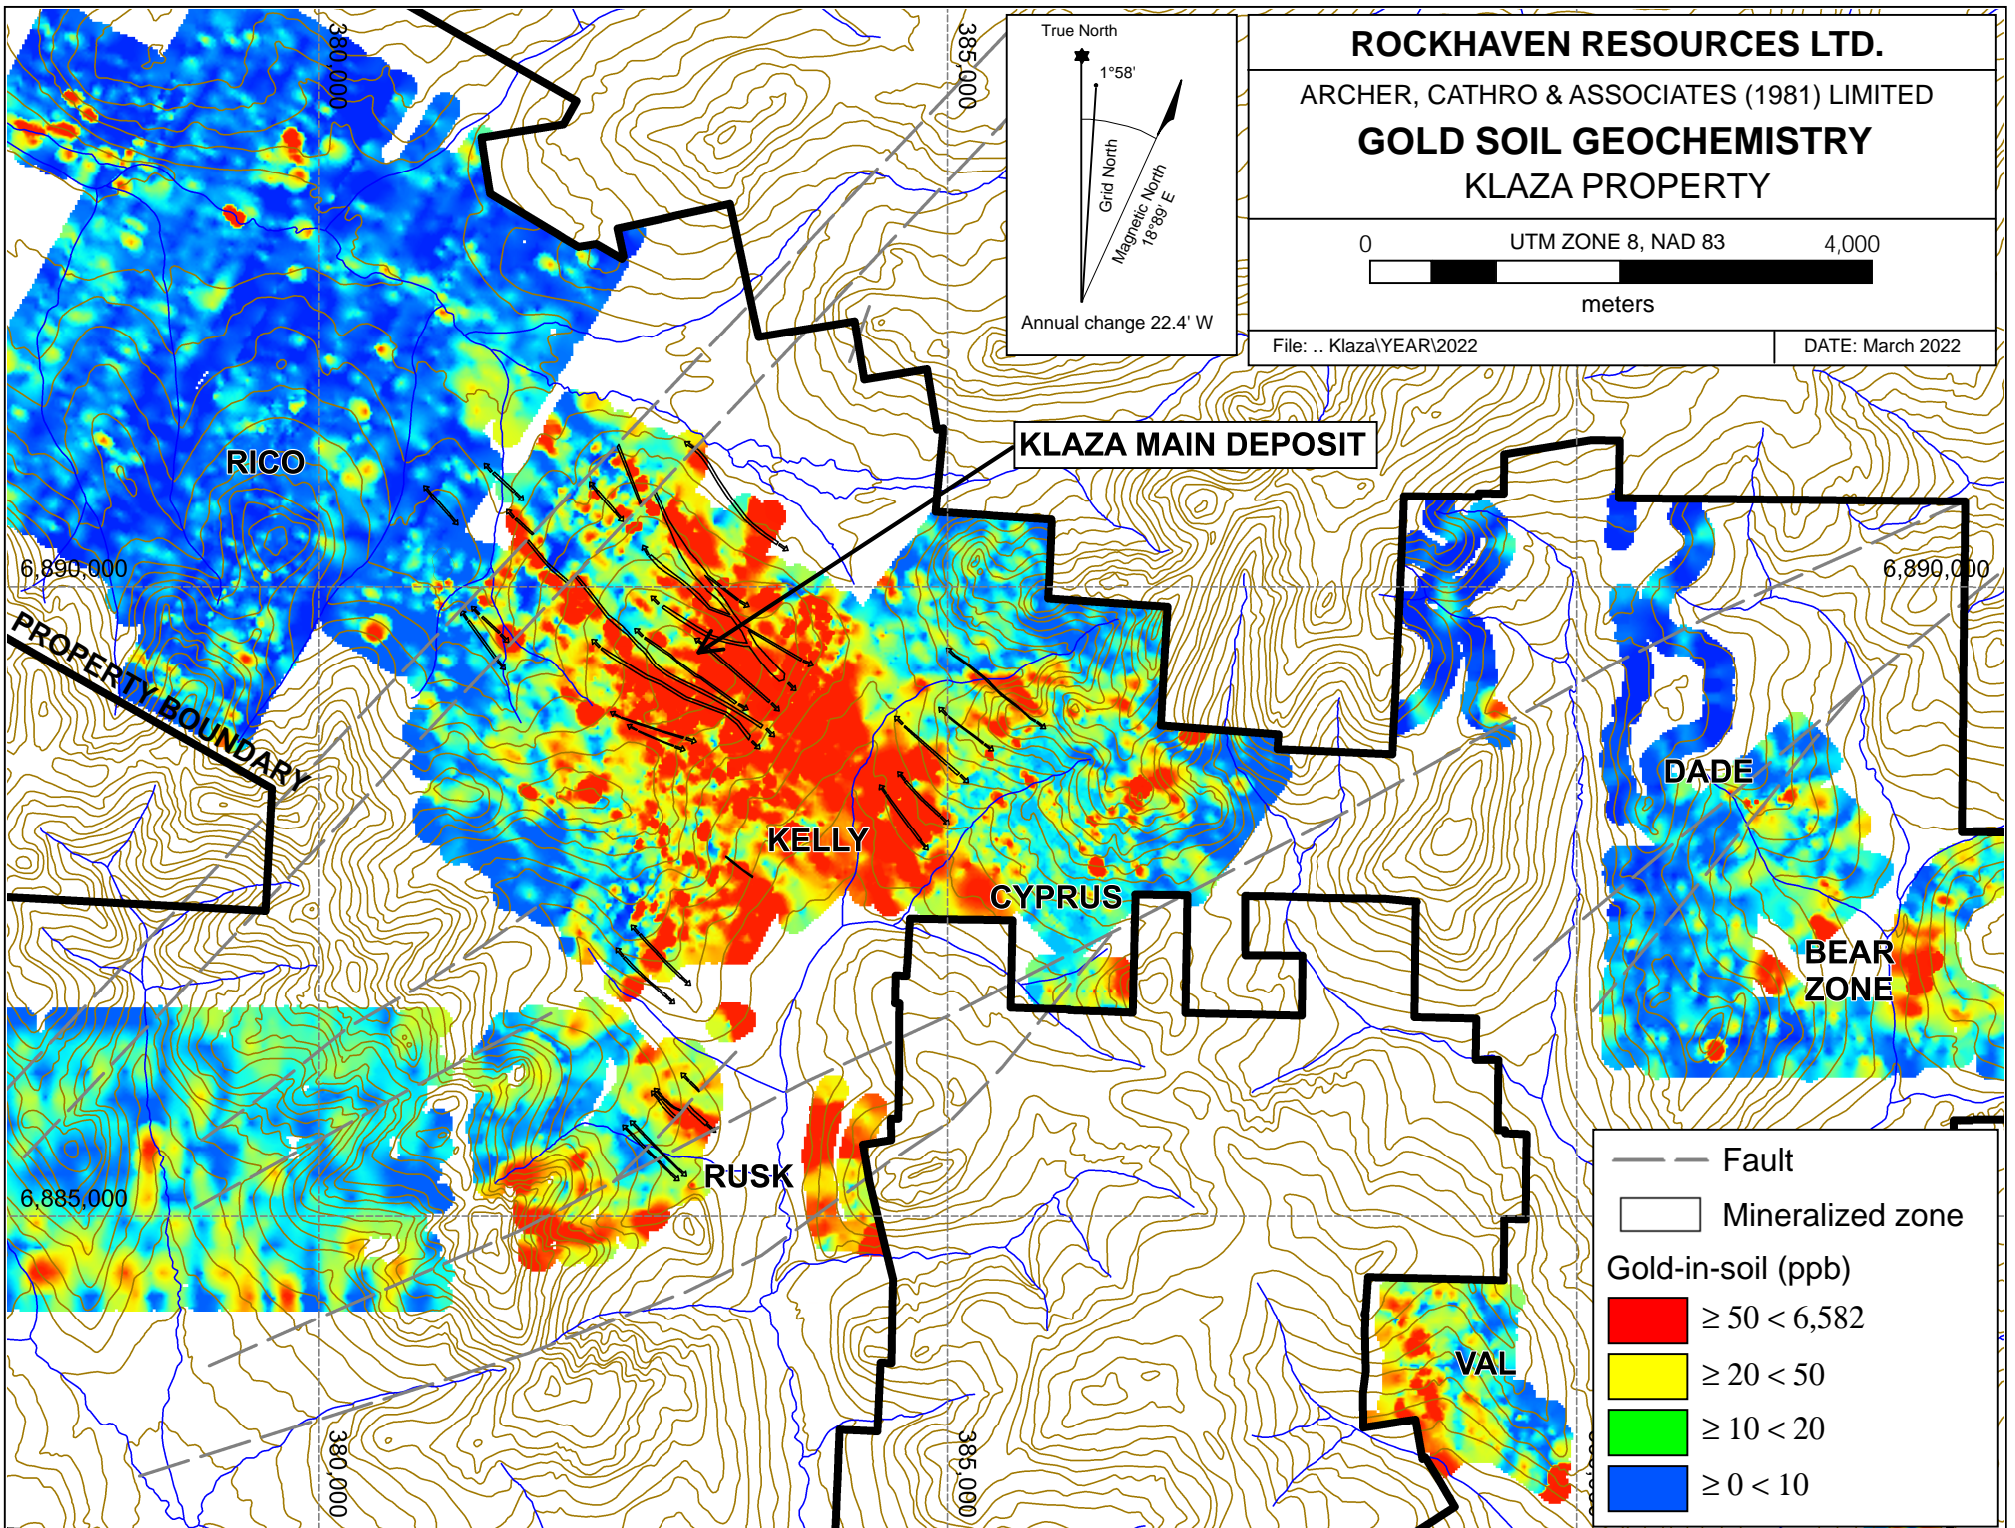 ROCKHAVEN RESOURCES LTD.
ARCHER, CATHRO & ASSOCIATES (1981) LIMITED
GOLD SOIL GEOCHEMISTRY
KLAZA PROPERTY
0 UTM ZONE 8, NAD 83 4,000
meters
File: .. Klaza\YEAR\2022 DATE: March 2022
True North
1°58'
Grid North
Magnetic North
18°89' E
Annual change 22.4' W
380,000
385,000
KLAZA MAIN DEPOSIT
RICO
6,890,000
6,890,000
PROPERTY BOUNDARY
DADE
KELLY
CYPRUS
BEAR
ZONE
RUSK
6,885,000
VAL
380,000
385,000
Fault
Mineralized zone
Gold-in-soil (ppb)
≥ 50 < 6,582
≥ 20 < 50
≥ 10 < 20
≥ 0 < 10